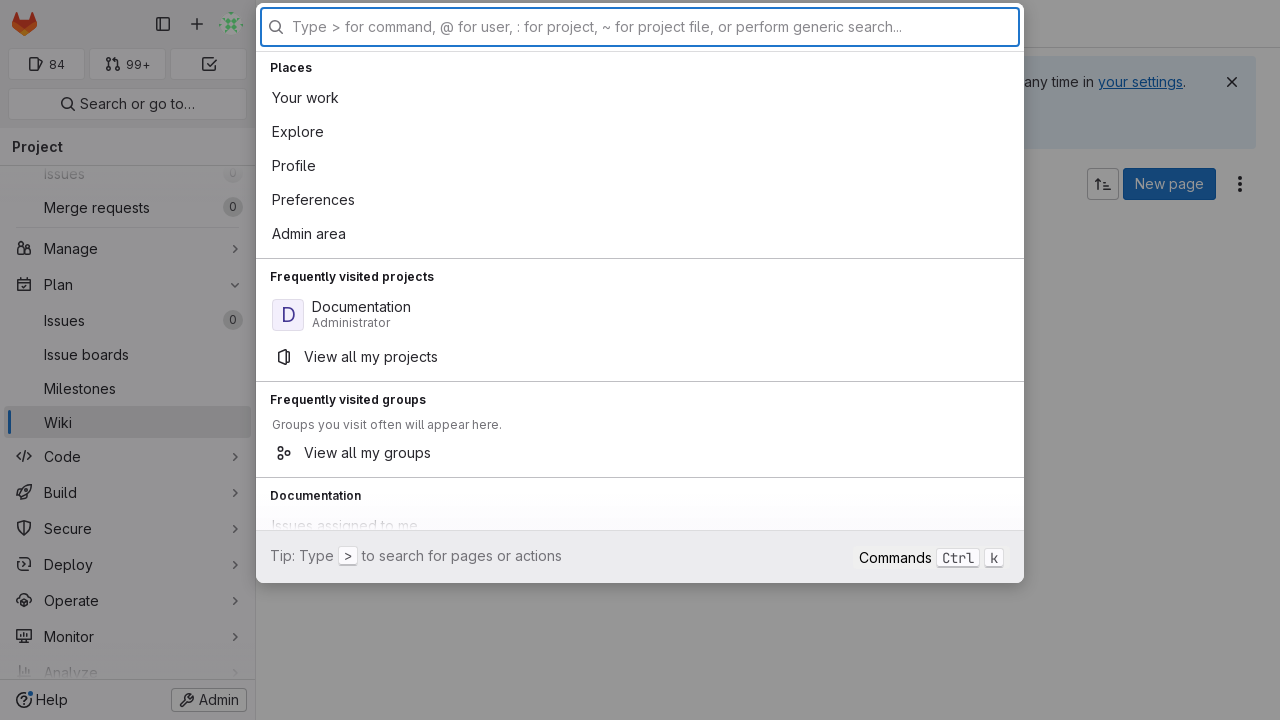 84
99+
Search or go to…
Project
Issues 0
Merge requests 0
Manage
Plan
Issues 0
Issue boards
Milestones
Wiki
Code
Build
Secure
Deploy
Operate
Monitor
Analyze
Help
Admin
Type > for command, @ for user, : for project, ~ for project file, or perform generic search...
Places
Your work
Explore
Profile
Preferences
Admin area
Frequently visited projects
D
Documentation
Administrator
View all my projects
Frequently visited groups
Groups you visit often will appear here.
View all my groups
Documentation
Issues assigned to me
Tip: Type > to search for pages or actions
Commands Ctrl k
any time in your settings.
New page